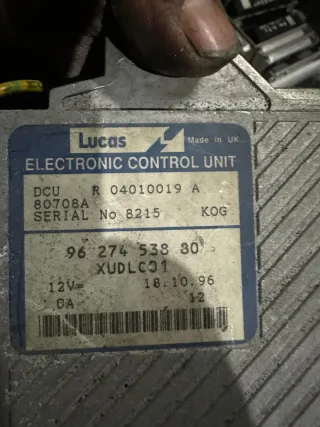 Lucas
Made in UK
ELECTRONIC CONTROL UNIT
DCU R 04010019 A
80708A
SERIAL No 8215 KOG
96 274 538 80
XUDLC01
12V= 18.10.96
0A 12